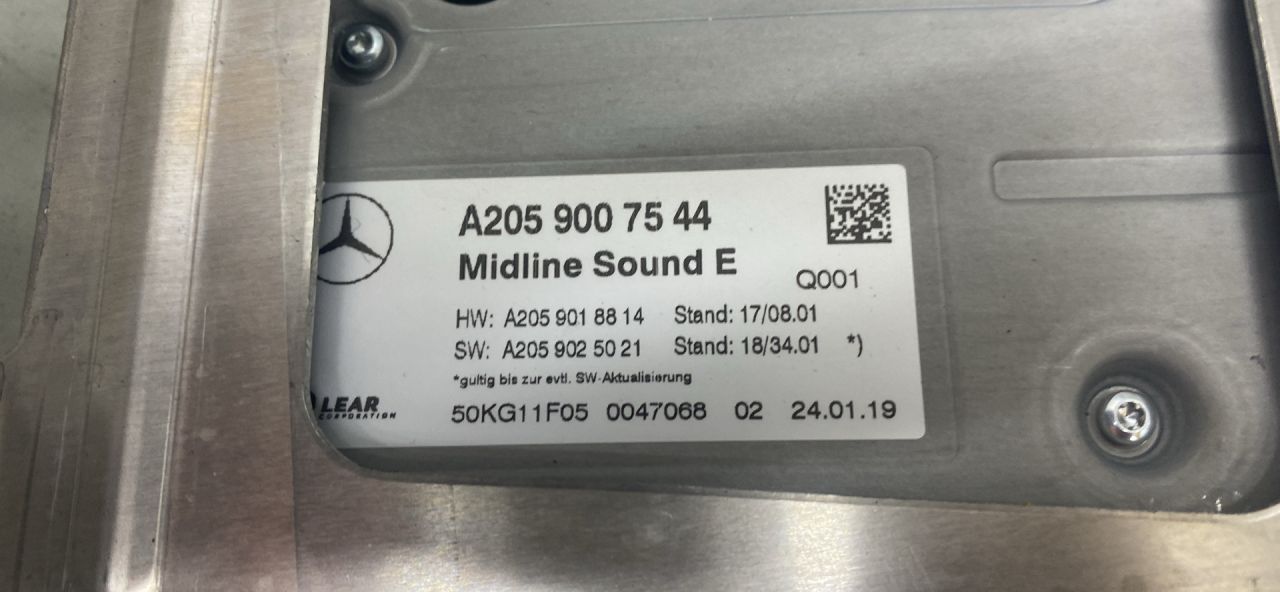 A205 900 75 44
Midline Sound E
Q001
HW: A205 901 88 14 Stand: 17/08.01
SW: A205 902 50 21 Stand: 18/34.01 *)
*gultig bis zur evtl. SW-Aktualisierung
LEAR
CORPORATION
50KG11F05 0047068 02 24.01.19